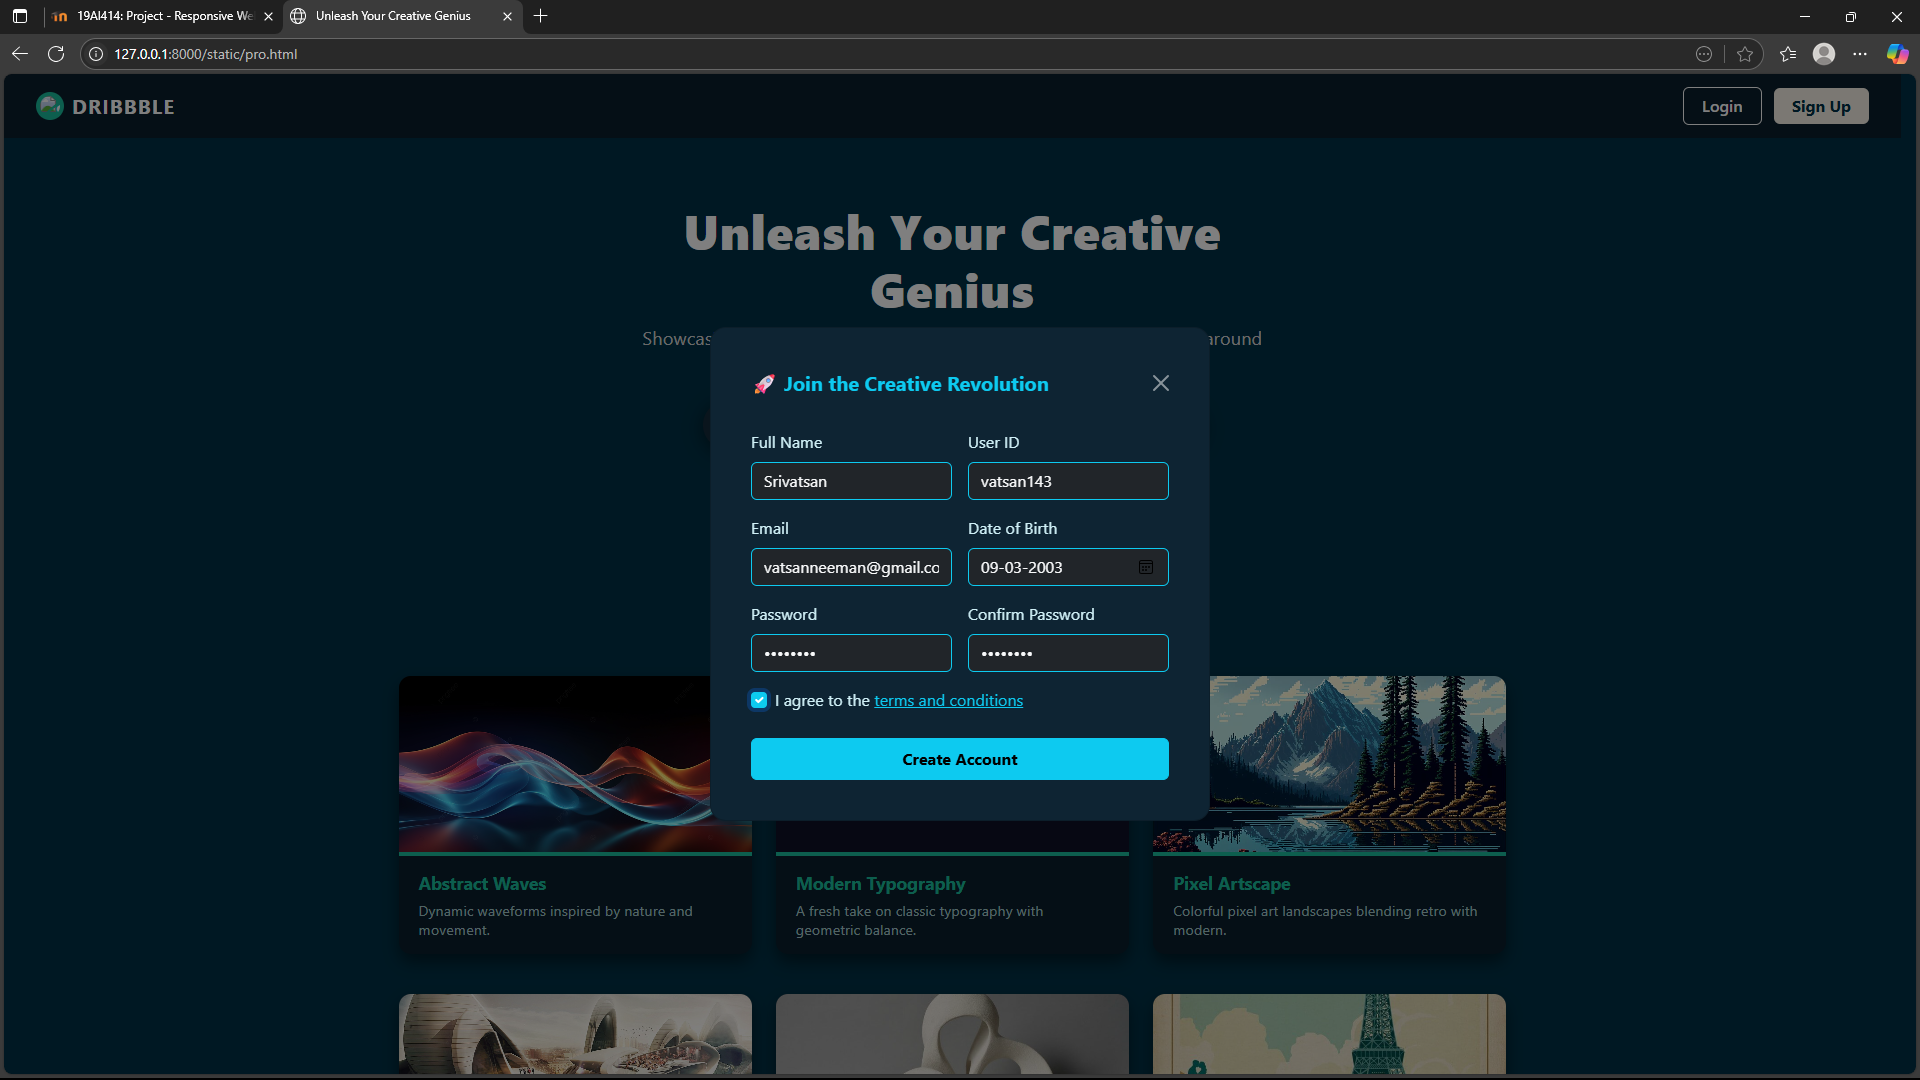 19AI414: Project - Responsive We
Unleash Your Creative Genius
127.0.0.1:8000/static/pro.html
DRIBBBLE
Login
Sign Up
Unleash Your Creative
Genius
Showcas
around
🚀 Join the Creative Revolution
Full Name
User ID
Srivatsan
vatsan143
Email
Date of Birth
vatsanneeman@gmail.co
09-03-2003
Password
Confirm Password
••••••••
••••••••
I agree to the terms and conditions
Create Account
Abstract Waves
Modern Typography
Pixel Artscape
Dynamic waveforms inspired by nature and
movement.
A fresh take on classic typography with
geometric balance.
Colorful pixel art landscapes blending retro with
modern.